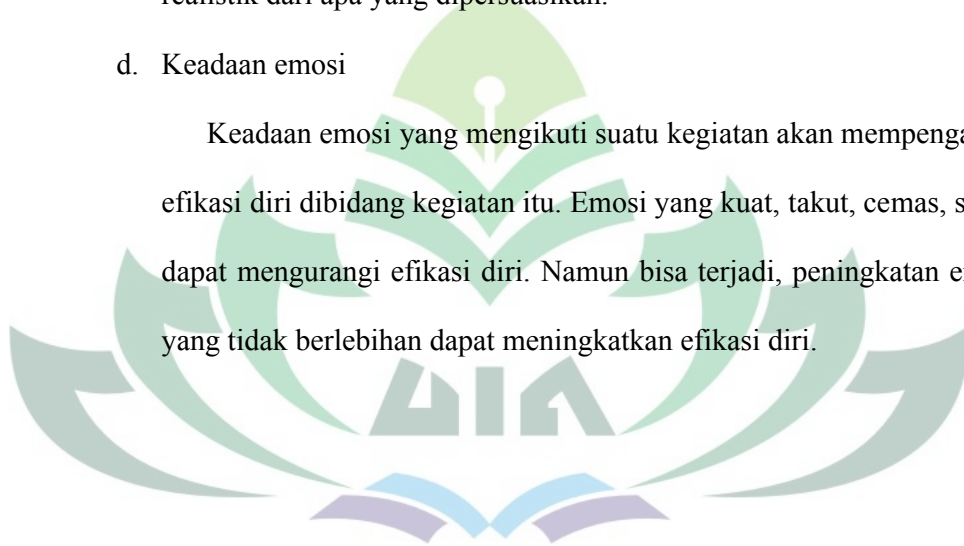 realistik dari apa yang dipersuasikan.
d. Keadaan emosi
Keadaan emosi yang mengikuti suatu kegiatan akan
efikasi diri dibidang kegiatan itu. Emosi yang kuat, takut, cemas,
dapat mengurangi efikasi diri. Namun bisa terjadi, peningkatan
yang tidak berlebihan dapat meningkatkan efikasi diri.
UIN